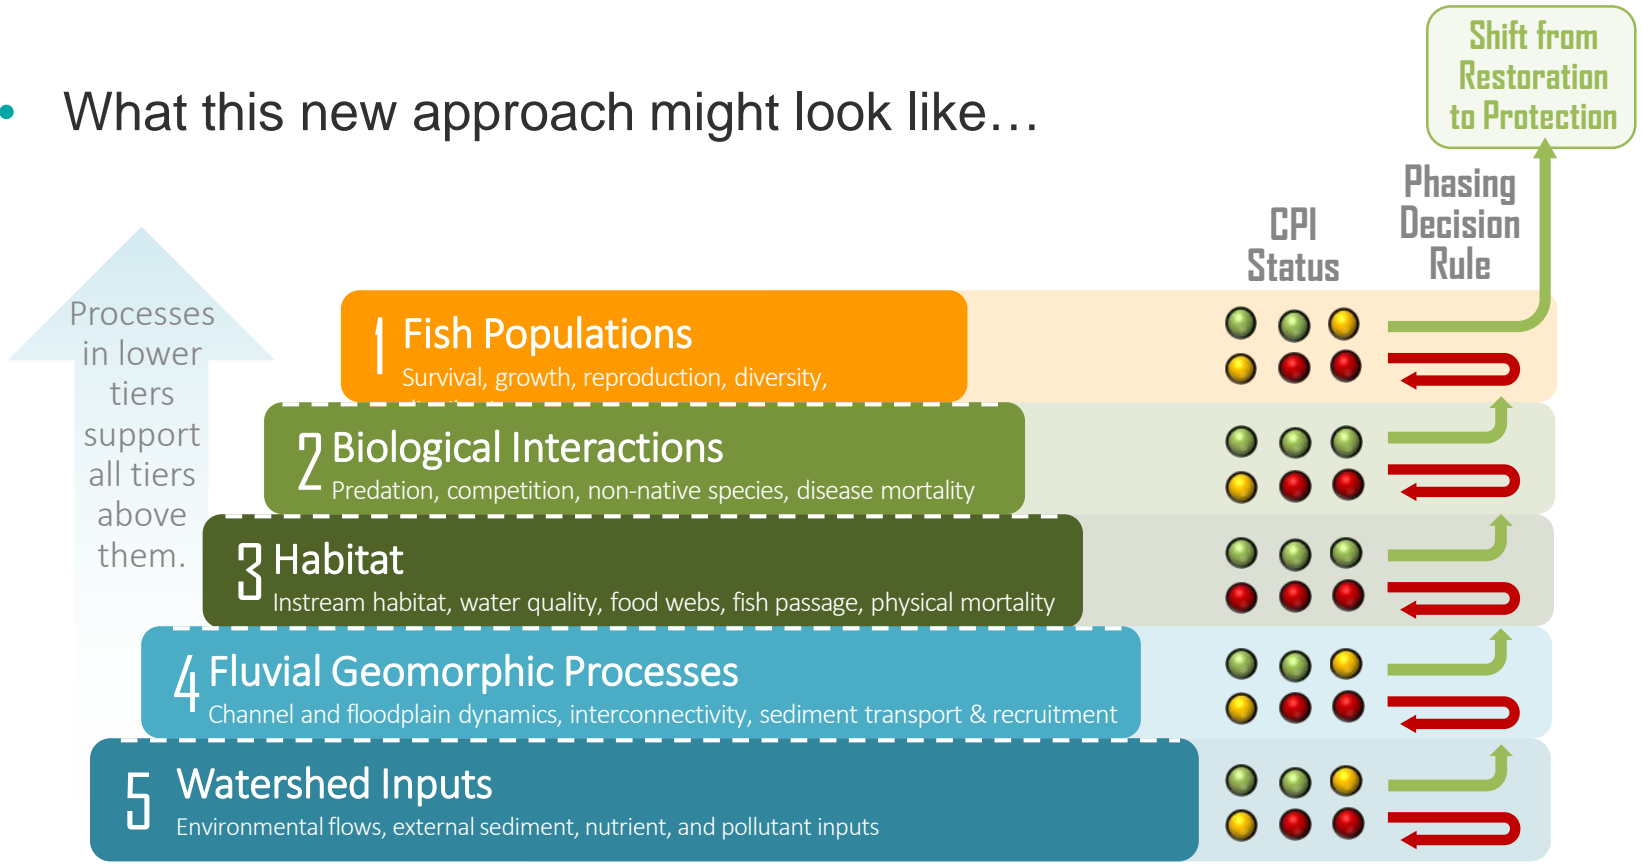 Shift from
Restoration
to Protection
• What this new approach might look like…
Phasing
Decision
Rule
CPI
Status
Processes
in lower
tiers
support
all tiers
above
them.
1 Fish Populations
Survival, growth, reproduction, diversity,
2 Biological Interactions
Predation, competition, non-native species, disease mortality
3 Habitat
Instream habitat, water quality, food webs, fish passage, physical mortality
4 Fluvial Geomorphic Processes
Channel and floodplain dynamics, interconnectivity, sediment transport & recruitment
5 Watershed Inputs
Environmental flows, external sediment, nutrient, and pollutant inputs